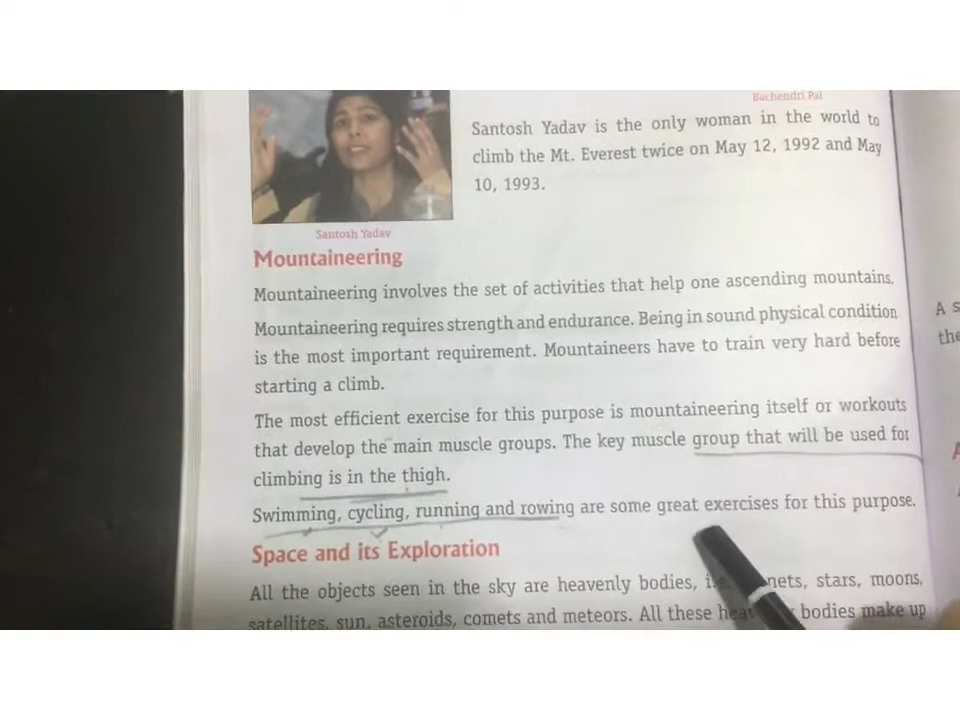 Bachendri Pal
Santosh Yadav is the only woman in the world to
climb the Mt. Everest twice on May 12, 1992 and May
10, 1993.
Santosh Yadav
Mountaineering
Mountaineering involves the set of activities that help one ascending mountains.
Mountaineering requires strength and endurance. Being in sound physical condition
is the most important requirement. Mountaineers have to train very hard before
starting a climb.
The most efficient exercise for this purpose is mountaineering itself or workouts
that develop the main muscle groups. The key muscle group that will be used for
climbing is in the thigh.
Swimming, cycling, running and rowing are some great exercises for this purpose.
Space and its Exploration
All the objects seen in the sky are heavenly bodies, stars, moons,
satellites, sun, asteroids, comets and meteors. All these bodies make up
A s
the